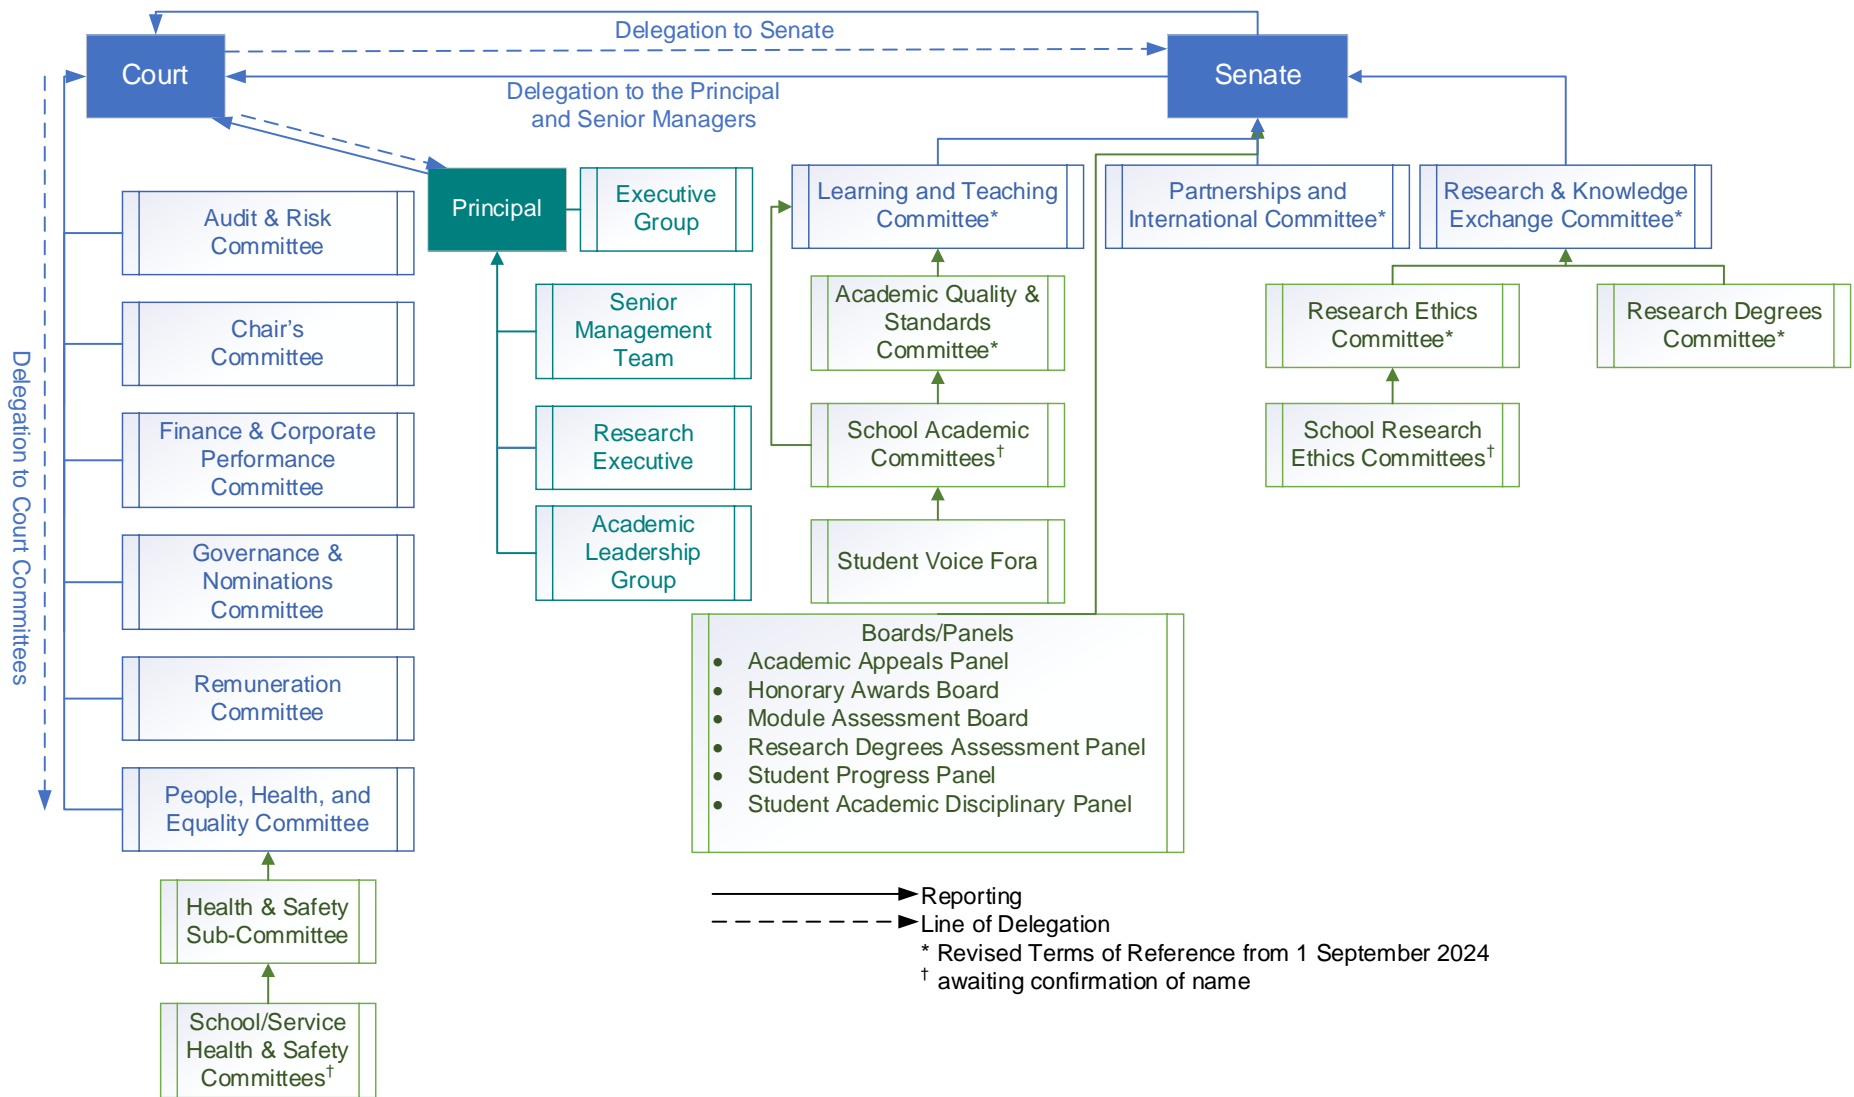 Delegation to Senate
Court
Senate
Delegation to the Principal
and Senior Managers
Delegation to Court Committees
Principal
Executive
Group
Senior
Management
Team
Research
Executive
Academic
Leadership
Group
Audit & Risk
Committee
Chair's
Committee
Finance & Corporate
Performance
Committee
Governance &
Nominations
Committee
Remuneration
Committee
People, Health, and
Equality Committee
Health & Safety
Sub-Committee
School/Service
Health & Safety
Committees†
Learning and Teaching
Committee*
Academic Quality &
Standards
Committee*
School Academic
Committees†
Student Voice Fora
Partnerships and
International Committee*
Research & Knowledge
Exchange Committee*
Research Ethics
Committee*
School Research
Ethics Committees†
Research Degrees
Committee*
Boards/Panels
• Academic Appeals Panel
• Honorary Awards Board
• Module Assessment Board
• Research Degrees Assessment Panel
• Student Progress Panel
• Student Academic Disciplinary Panel
Reporting
Line of Delegation
* Revised Terms of Reference from 1 September 2024
† awaiting confirmation of name